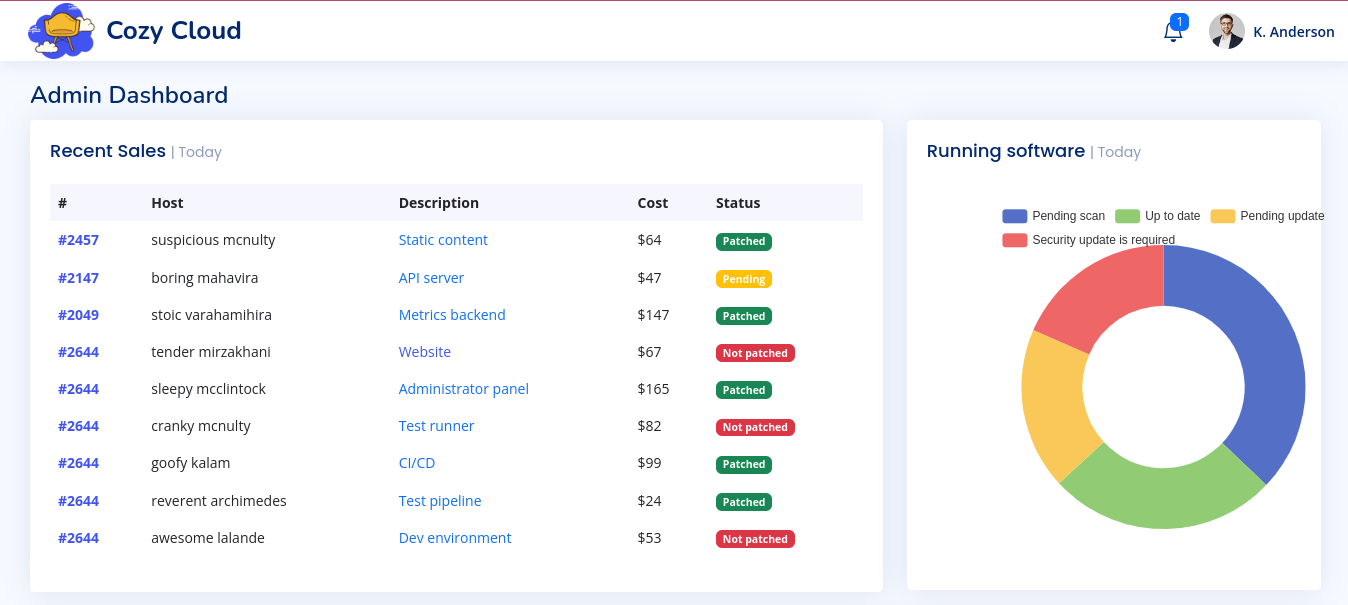 Cozy Cloud
1
K. Anderson
Admin Dashboard
Recent Sales | Today
# Host Description Cost Status
#2457 suspicious mcnulty Static content $64 Patched
#2147 boring mahavira API server $47 Pending
#2049 stoic varahamihira Metrics backend $147 Patched
#2644 tender mirzakhani Website $67 Not patched
#2644 sleepy mcclintock Administrator panel $165 Patched
#2644 cranky mcnulty Test runner $82 Not patched
#2644 goofy kalam CI/CD $99 Patched
#2644 reverent archimedes Test pipeline $24 Patched
#2644 awesome lalande Dev environment $53 Not patched
Running software | Today
Pending scan Up to date Pending update
Security update is required